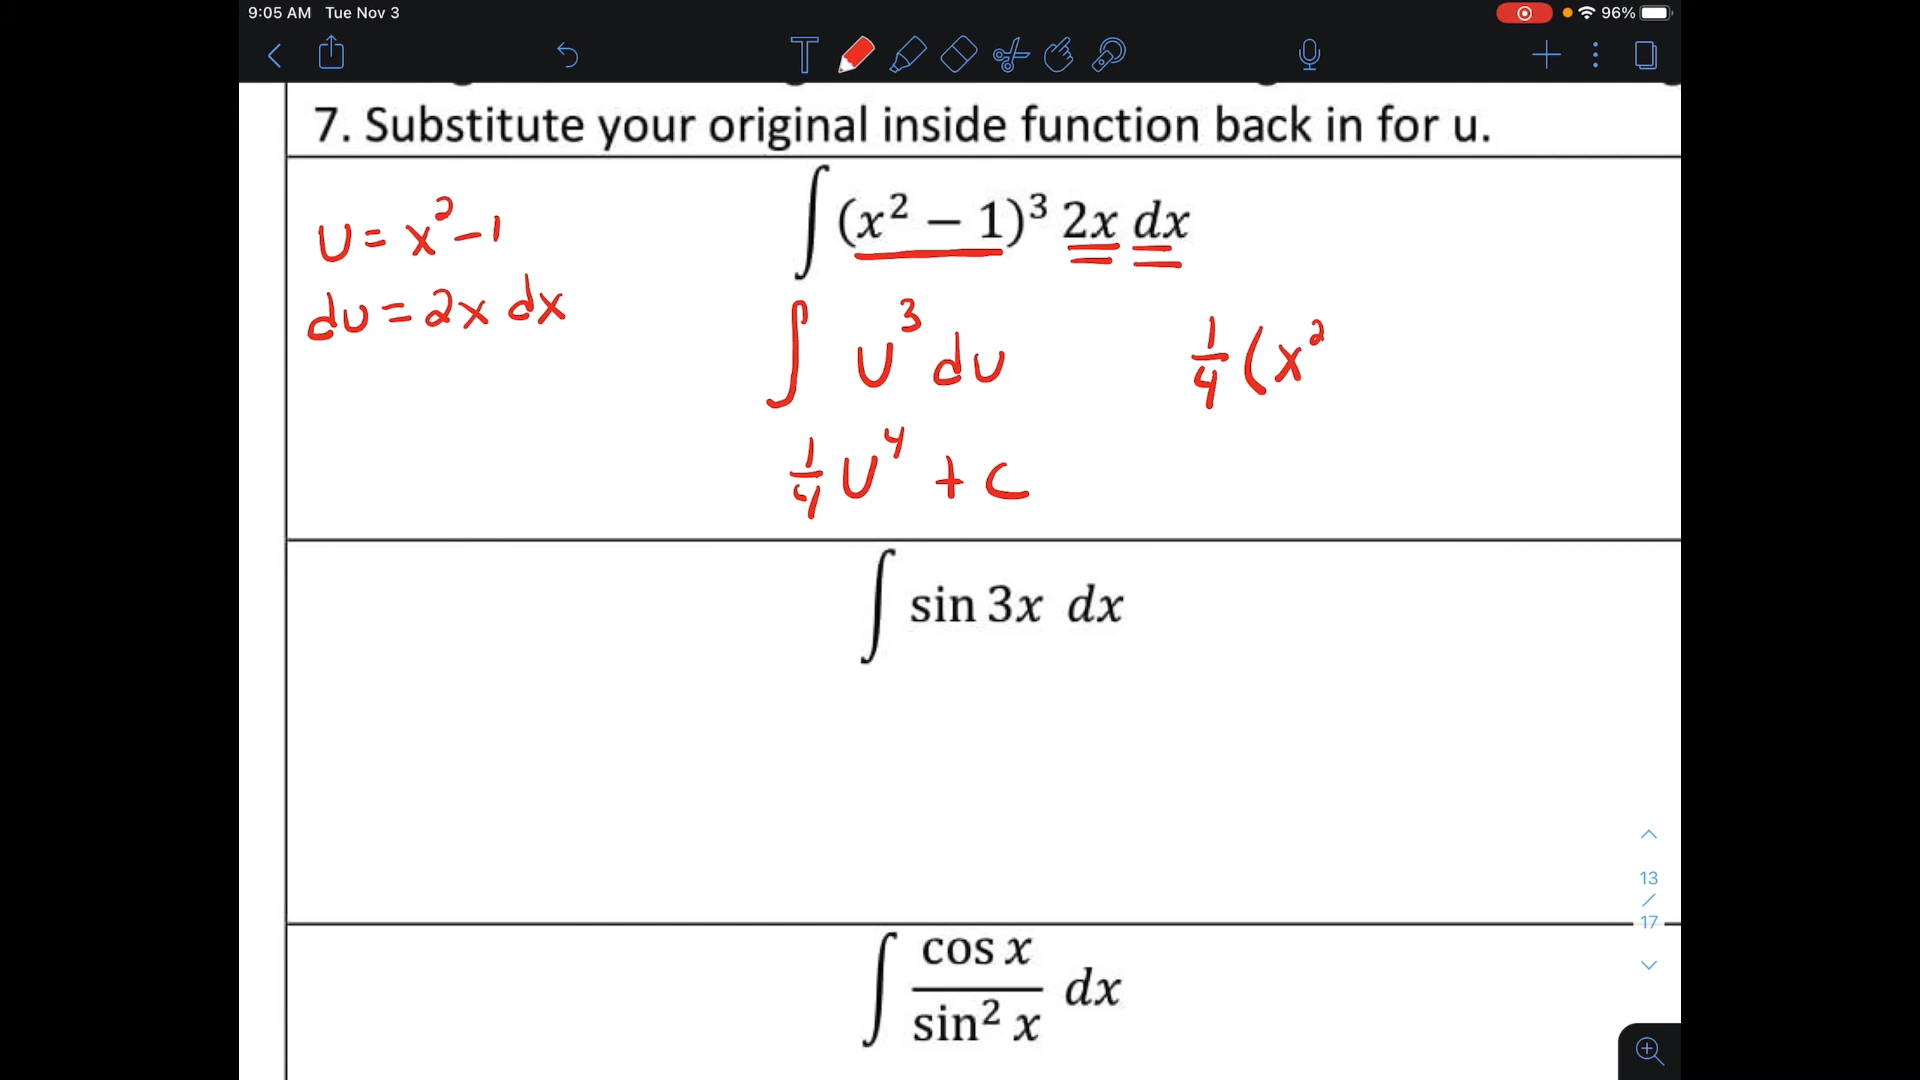 9:05 AM Tue Nov 3
96%
T
7. Substitute your original inside function back in for u.
∫ (x² − 1)³ 2x dx
U = x² - 1
du = 2x dx
∫ U³ du
1/4 (x²
1/4 U⁴ + C
∫ sin 3x dx
13
/
17
∫ cos x / sin² x dx